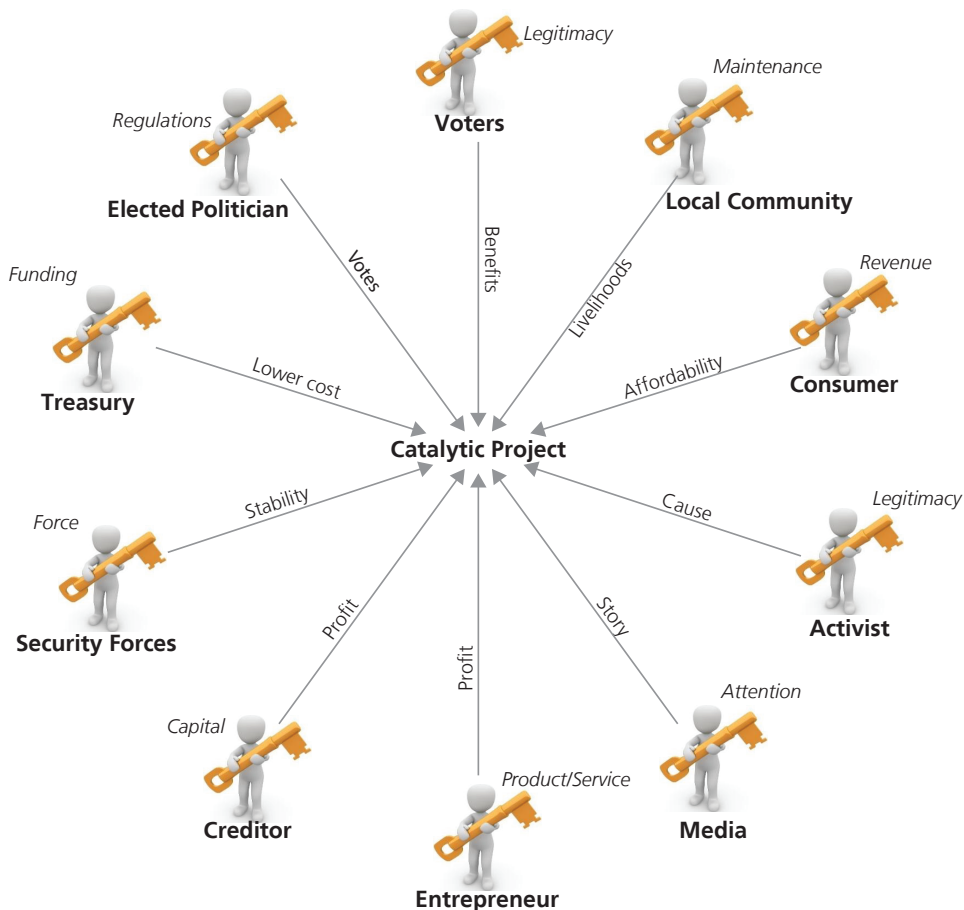 Legitimacy
Voters
Maintenance
Local Community
Regulations
Elected Politician
Votes
Benefits
Livelihoods
Funding
Treasury
Lower cost
Revenue
Consumer
Affordability
Catalytic Project
Force
Security Forces
Stability
Cause
Legitimacy
Activist
Profit
Profit
Story
Capital
Creditor
Product/Service
Entrepreneur
Attention
Media